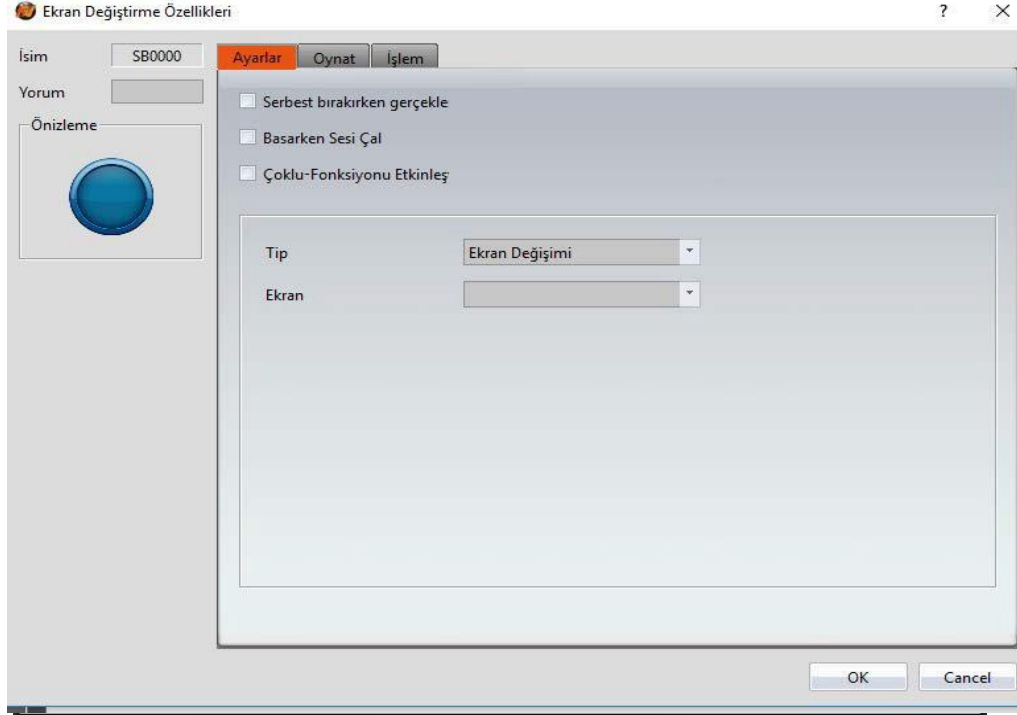 Ekran Değiştirme Özellikleri
?
İsim
SB0000
Yorum
Önizleme
Ayarlar
Oynat
İşlem
Serbest bırakırken gerçekle
Basarken Sesi Çal
Çoklu-Fonksiyonu Etkinleş
Tip
Ekran Değişimi
Ekran
OK
Cancel